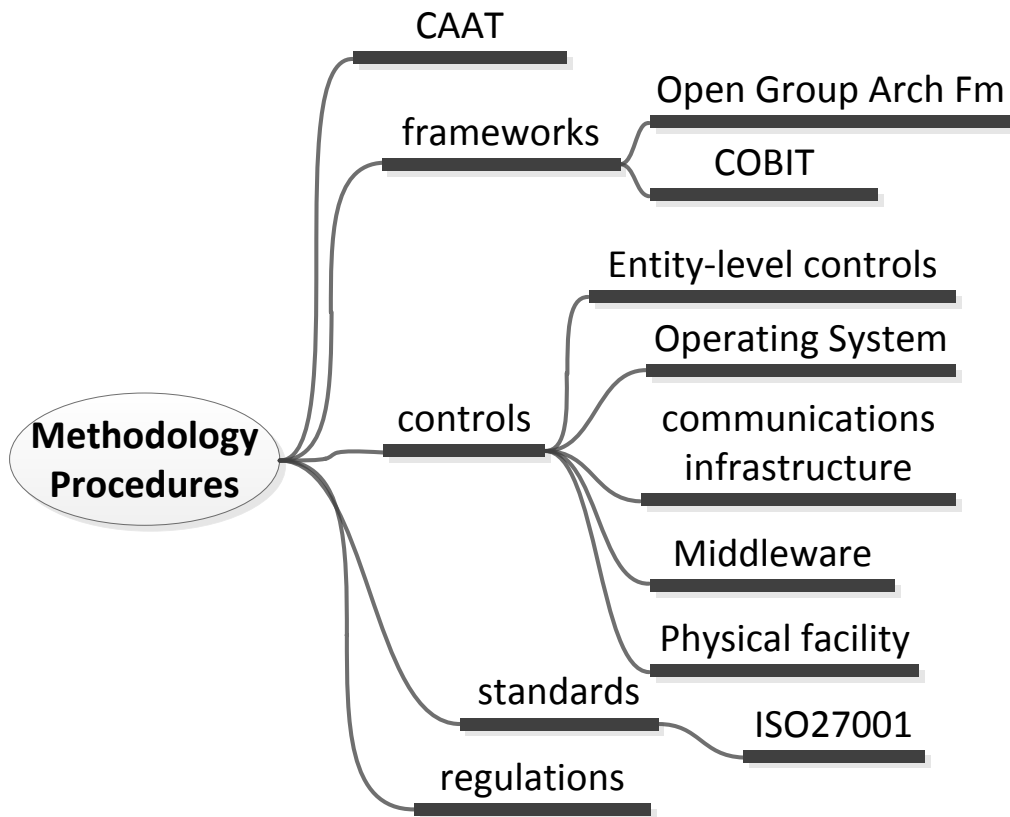 CAAT
Open Group Arch Fm
frameworks
COBIT
Entity-level controls
Operating System
controls
communications
infrastructure
Methodology
Procedures
Middleware
Physical facility
standards
ISO27001
regulations